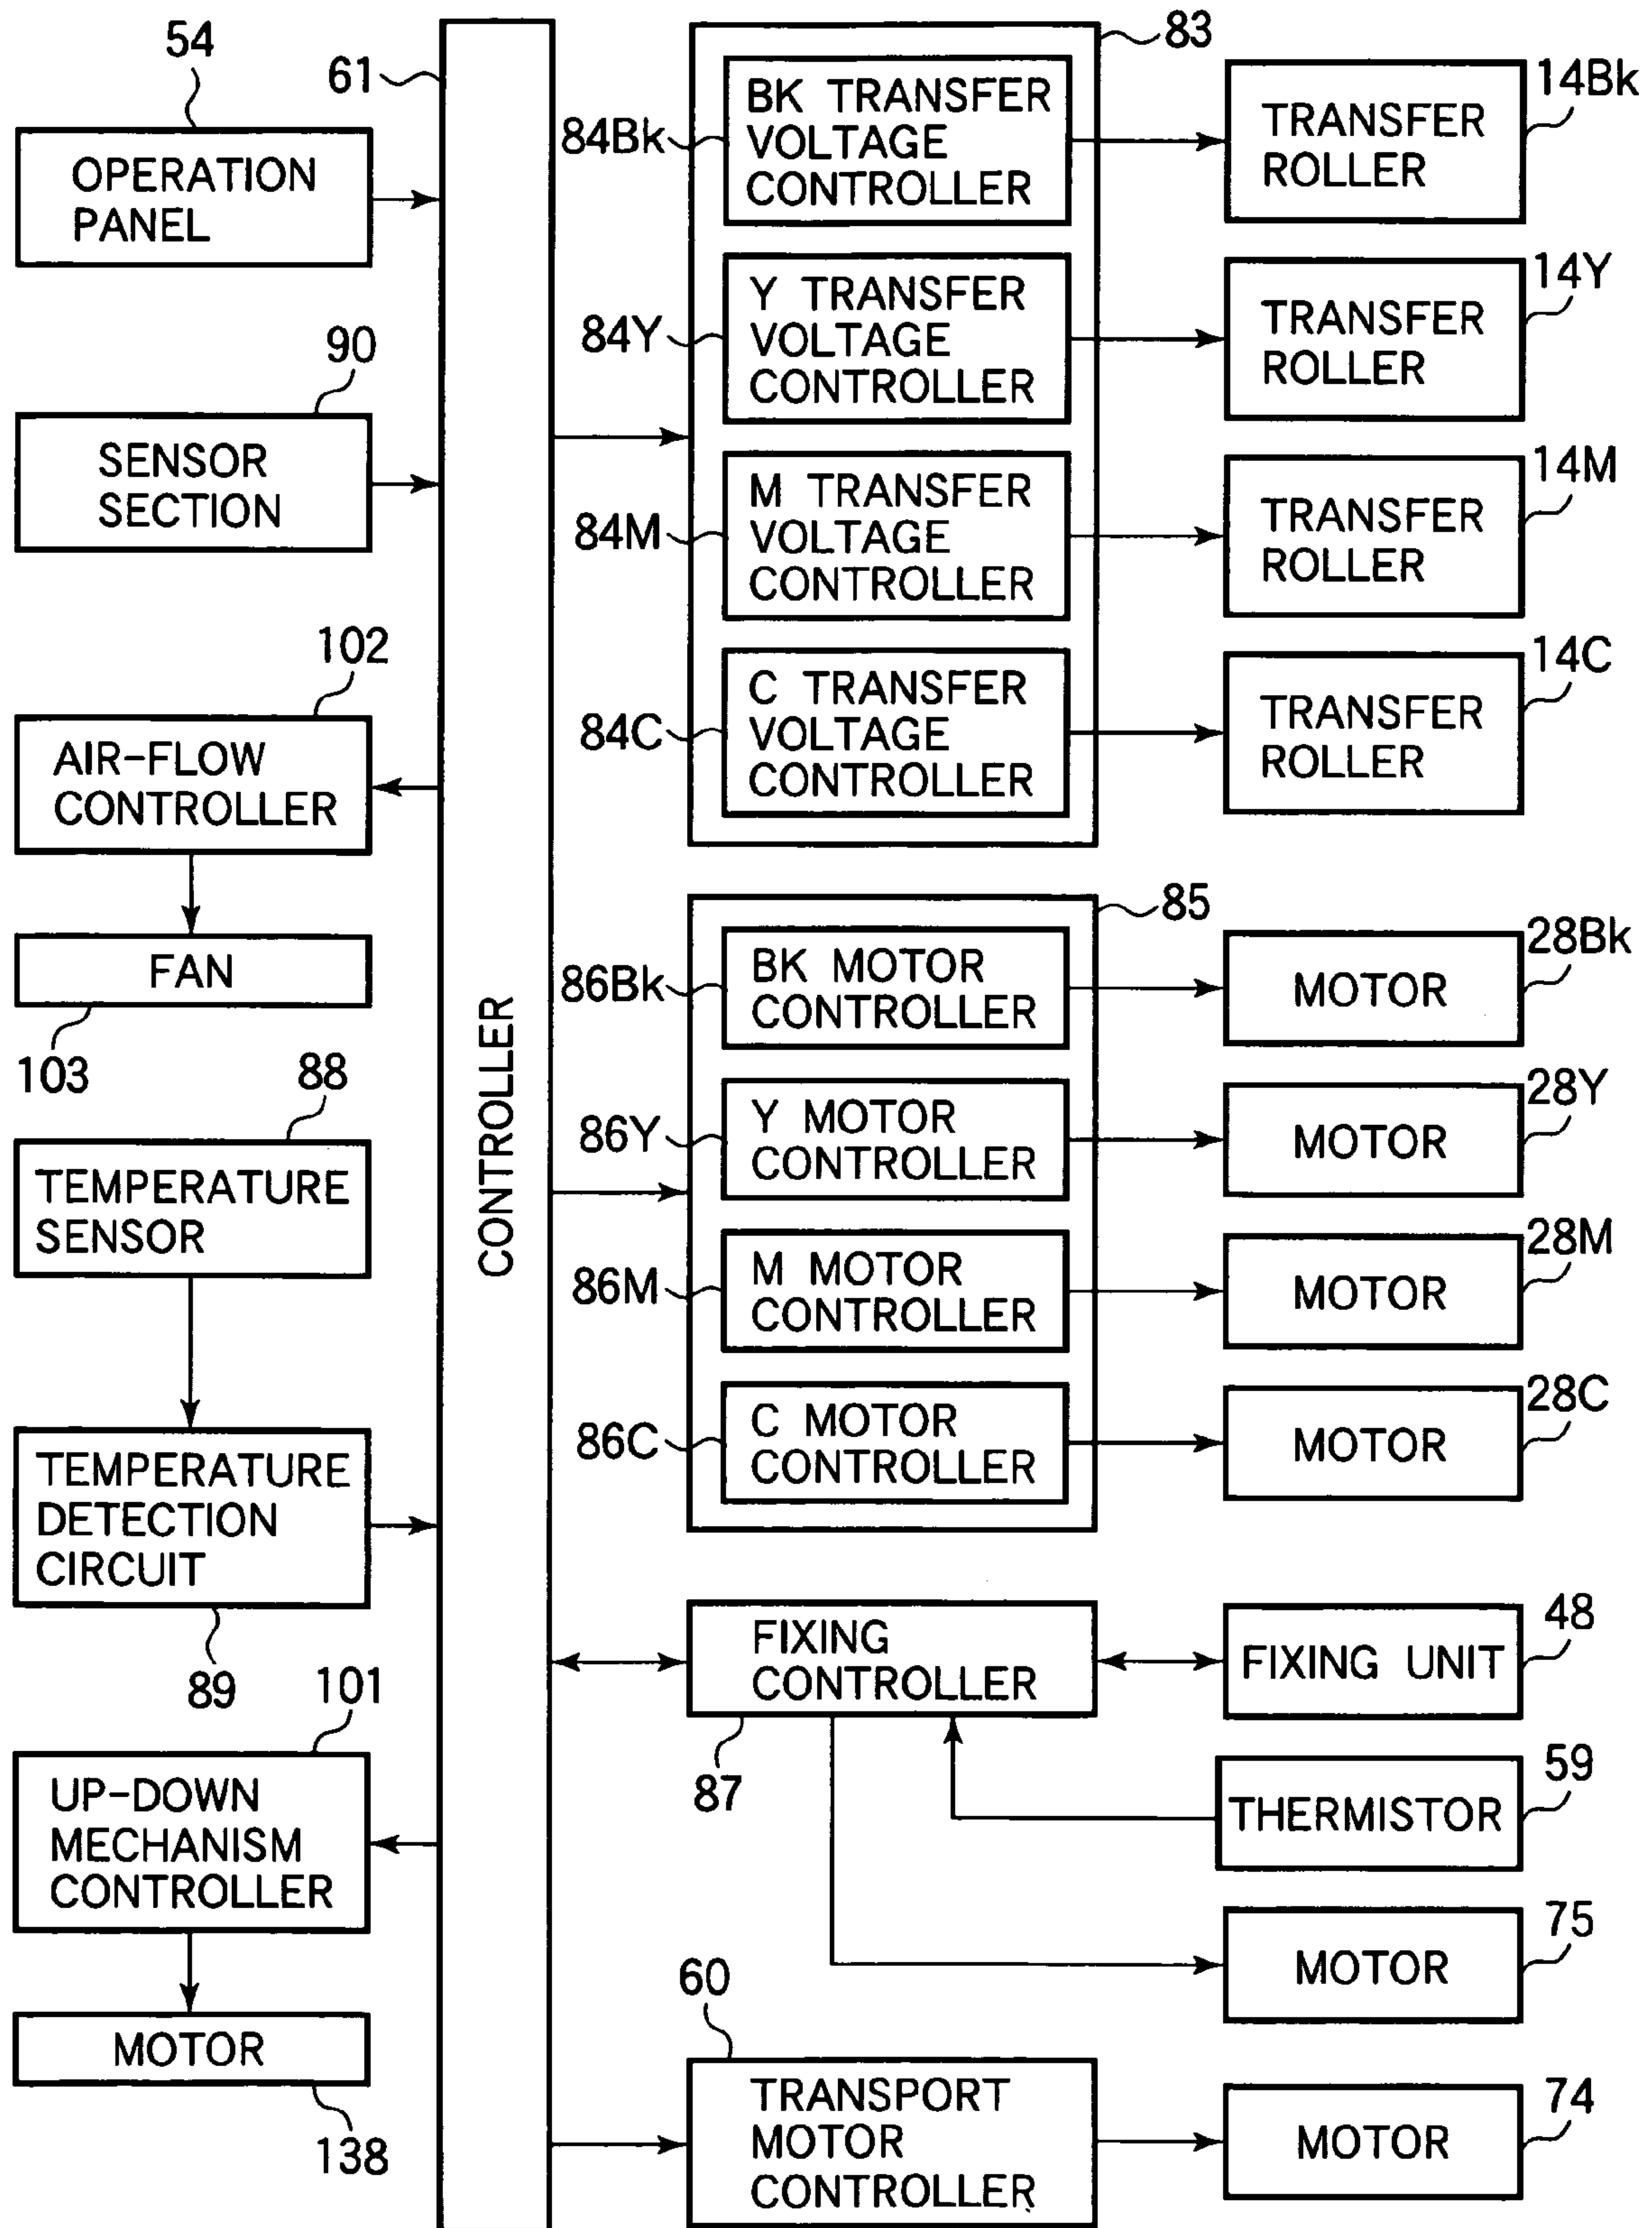 54
OPERATION
PANEL
90
SENSOR
SECTION
102
AIR-FLOW
CONTROLLER
FAN
103
88
TEMPERATURE
SENSOR
TEMPERATURE
DETECTION
CIRCUIT
89
101
UP-DOWN
MECHANISM
CONTROLLER
MOTOR
138
61
CONTROLLER
83
84Bk
BK TRANSFER
VOLTAGE
CONTROLLER
14Bk
TRANSFER
ROLLER
84Y
Y TRANSFER
VOLTAGE
CONTROLLER
14Y
TRANSFER
ROLLER
84M
M TRANSFER
VOLTAGE
CONTROLLER
14M
TRANSFER
ROLLER
84C
C TRANSFER
VOLTAGE
CONTROLLER
14C
TRANSFER
ROLLER
85
86Bk
BK MOTOR
CONTROLLER
28Bk
MOTOR
86Y
Y MOTOR
CONTROLLER
28Y
MOTOR
86M
M MOTOR
CONTROLLER
28M
MOTOR
86C
C MOTOR
CONTROLLER
28C
MOTOR
FIXING
CONTROLLER
87
48
FIXING UNIT
59
THERMISTOR
75
MOTOR
60
TRANSPORT
MOTOR
CONTROLLER
74
MOTOR